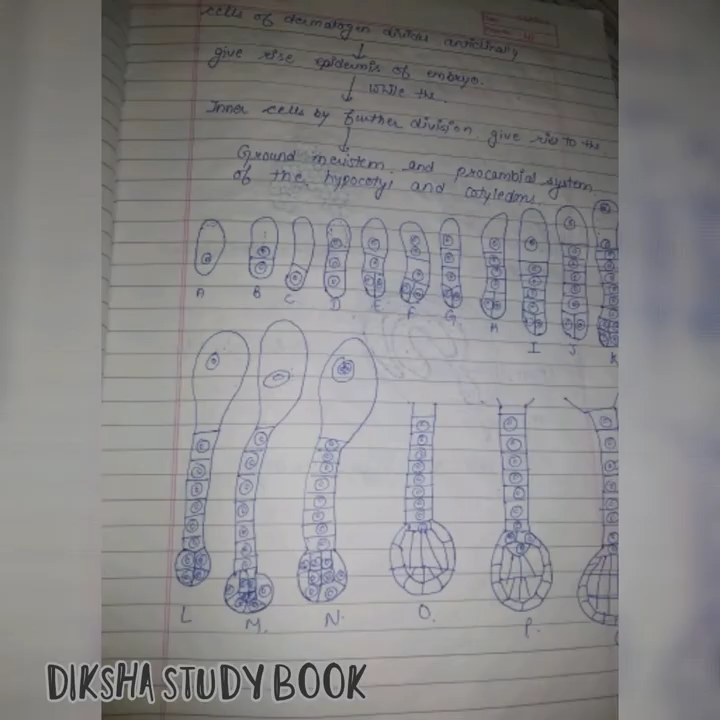 cells of dermatogen divide anticlinally
give rise epidermis of embryo.
while the
Inner cells by further division give rise to the
Ground meristem and procambial system
of the hypocotyl and cotyledons.
A B C D E F G H I J K
L M. N. O. P.
DIKSHA STUDY BOOK